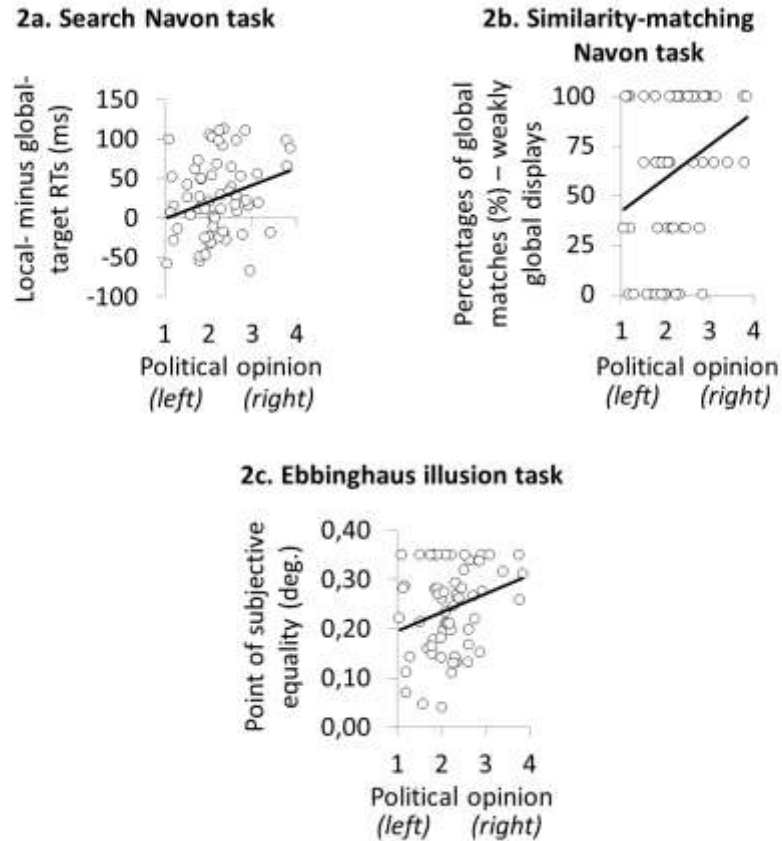 2a. Search Navon task
Local- minus global-
target RTs (ms)
150
100
50
0
-50
-100
1 2 3 4
Political opinion
(left) (right)
2b. Similarity-matching
Navon task
Percentages of global
matches (%) – weakly
global displays
100
75
50
25
0
1 2 3 4
Political opinion
(left) (right)
2c. Ebbinghaus illusion task
Point of subjective
equality (deg.)
0,40
0,30
0,20
0,10
0,00
1 2 3 4
Political opinion
(left) (right)